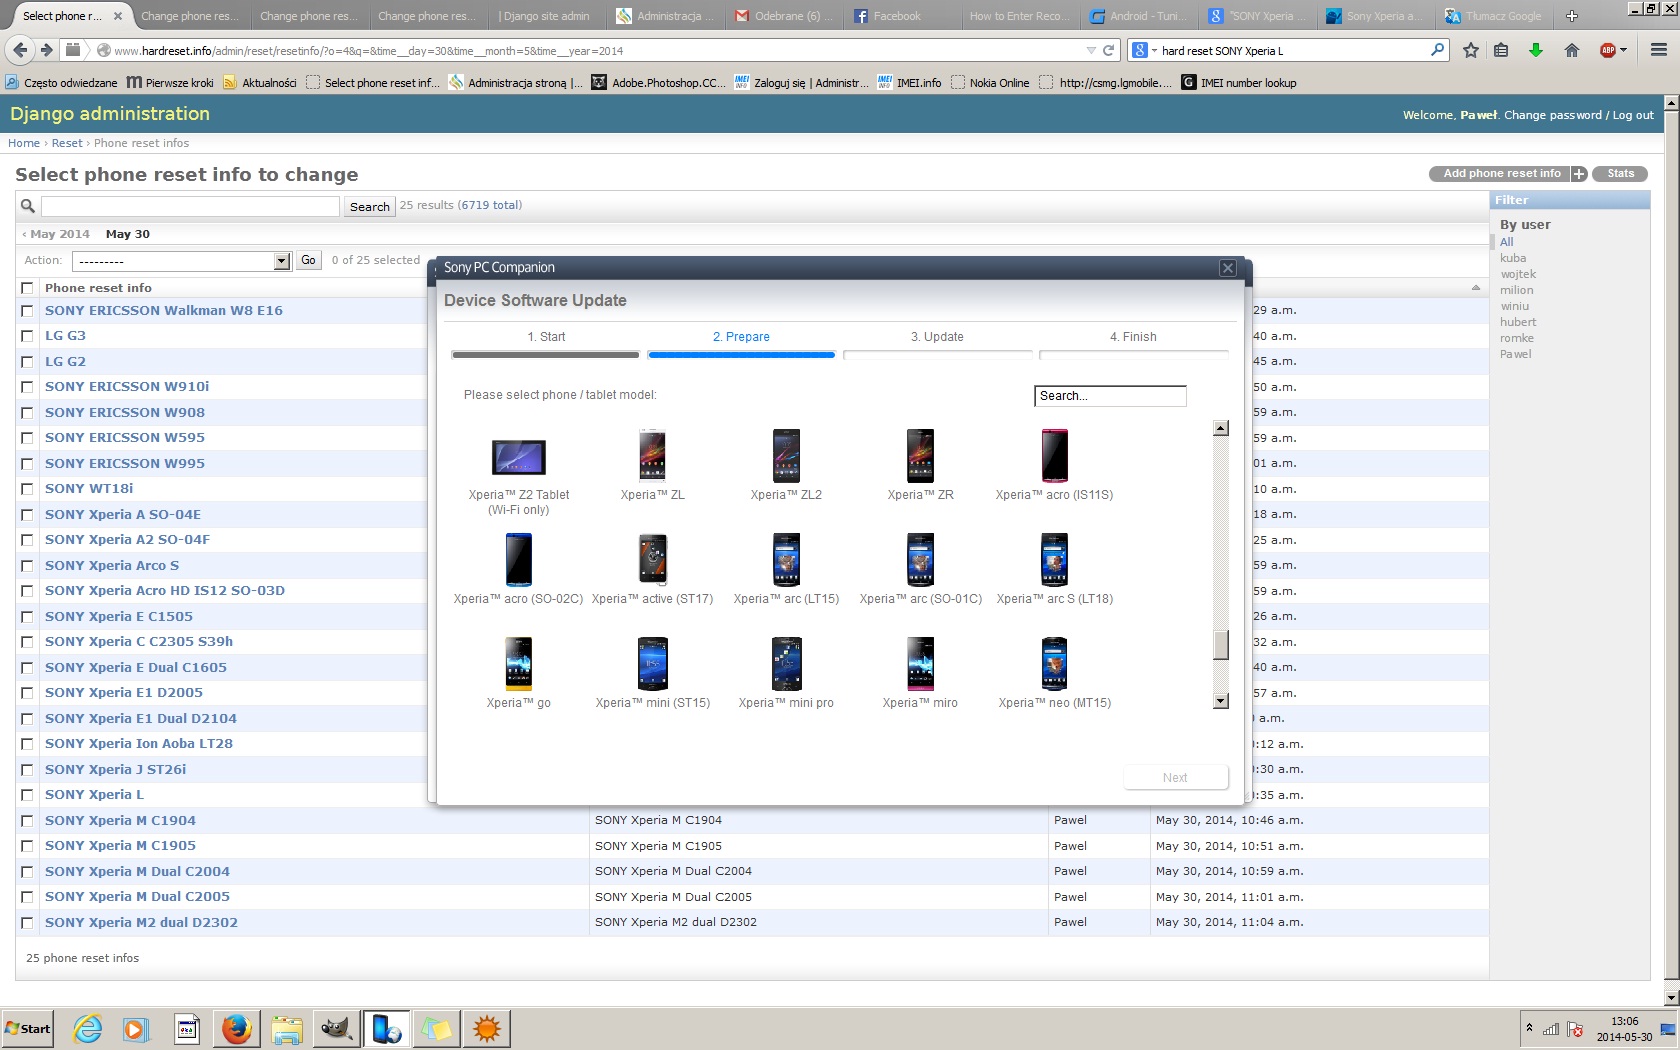 Select phone r...
Change phone res...
Change phone res...
Change phone res...
| Django site admin
Administracja ...
Odebrane (6) ...
Facebook
How to Enter Reco...
Android - Tuni...
"SONY Xperia ...
Sony Xperia a...
Tłumacz Google
www.hardreset.info/admin/reset/resetinfo/?o=4&q=&time__day=30&time__month=5&time__year=2014
hard reset SONY Xperia L
ABP
Często odwiedzane
Pierwsze kroki
Aktualności
Select phone reset inf...
Administracja stroną |...
Adobe.Photoshop.CC...
Zaloguj się | Administr...
IMEI.info
Nokia Online
http://csmg.lgmobile....
IMEI number lookup
Django administration
Welcome, Paweł. Change password / Log out
Home › Reset › Phone reset infos
Select phone reset info to change
Add phone reset info +
Stats
Search
25 results (6719 total)
‹ May 2014
May 30
Action:
---------
Go
0 of 25 selected
Filter
By user
All
kuba
wojtek
milion
winiu
hubert
romke
Pawel
Phone reset info
SONY ERICSSON Walkman W8 E16
29 a.m.
LG G3
40 a.m.
LG G2
45 a.m.
SONY ERICSSON W910i
50 a.m.
SONY ERICSSON W908
59 a.m.
SONY ERICSSON W595
59 a.m.
SONY ERICSSON W995
01 a.m.
SONY WT18i
10 a.m.
SONY Xperia A SO-04E
18 a.m.
SONY Xperia A2 SO-04F
25 a.m.
SONY Xperia Arco S
59 a.m.
SONY Xperia Acro HD IS12 SO-03D
59 a.m.
SONY Xperia E C1505
26 a.m.
SONY Xperia C C2305 S39h
32 a.m.
SONY Xperia E Dual C1605
40 a.m.
SONY Xperia E1 D2005
57 a.m.
SONY Xperia E1 Dual D2104
a.m.
SONY Xperia Ion Aoba LT28
:12 a.m.
SONY Xperia J ST26i
:30 a.m.
SONY Xperia L
:35 a.m.
SONY Xperia M C1904
SONY Xperia M C1904
Pawel
May 30, 2014, 10:46 a.m.
SONY Xperia M C1905
SONY Xperia M C1905
Pawel
May 30, 2014, 10:51 a.m.
SONY Xperia M Dual C2004
SONY Xperia M Dual C2004
Pawel
May 30, 2014, 10:59 a.m.
SONY Xperia M Dual C2005
SONY Xperia M Dual C2005
Pawel
May 30, 2014, 11:01 a.m.
SONY Xperia M2 dual D2302
SONY Xperia M2 dual D2302
Pawel
May 30, 2014, 11:04 a.m.
25 phone reset infos
Sony PC Companion
Device Software Update
1. Start
2. Prepare
3. Update
4. Finish
Please select phone / tablet model:
Search...
Xperia™ Z2 Tablet
(Wi-Fi only)
Xperia™ ZL
Xperia™ ZL2
Xperia™ ZR
Xperia™ acro (IS11S)
Xperia™ acro (SO-02C)
Xperia™ active (ST17)
Xperia™ arc (LT15)
Xperia™ arc (SO-01C)
Xperia™ arc S (LT18)
Xperia™ go
Xperia™ mini (ST15)
Xperia™ mini pro
Xperia™ miro
Xperia™ neo (MT15)
Next
Start
13:06
2014-05-30